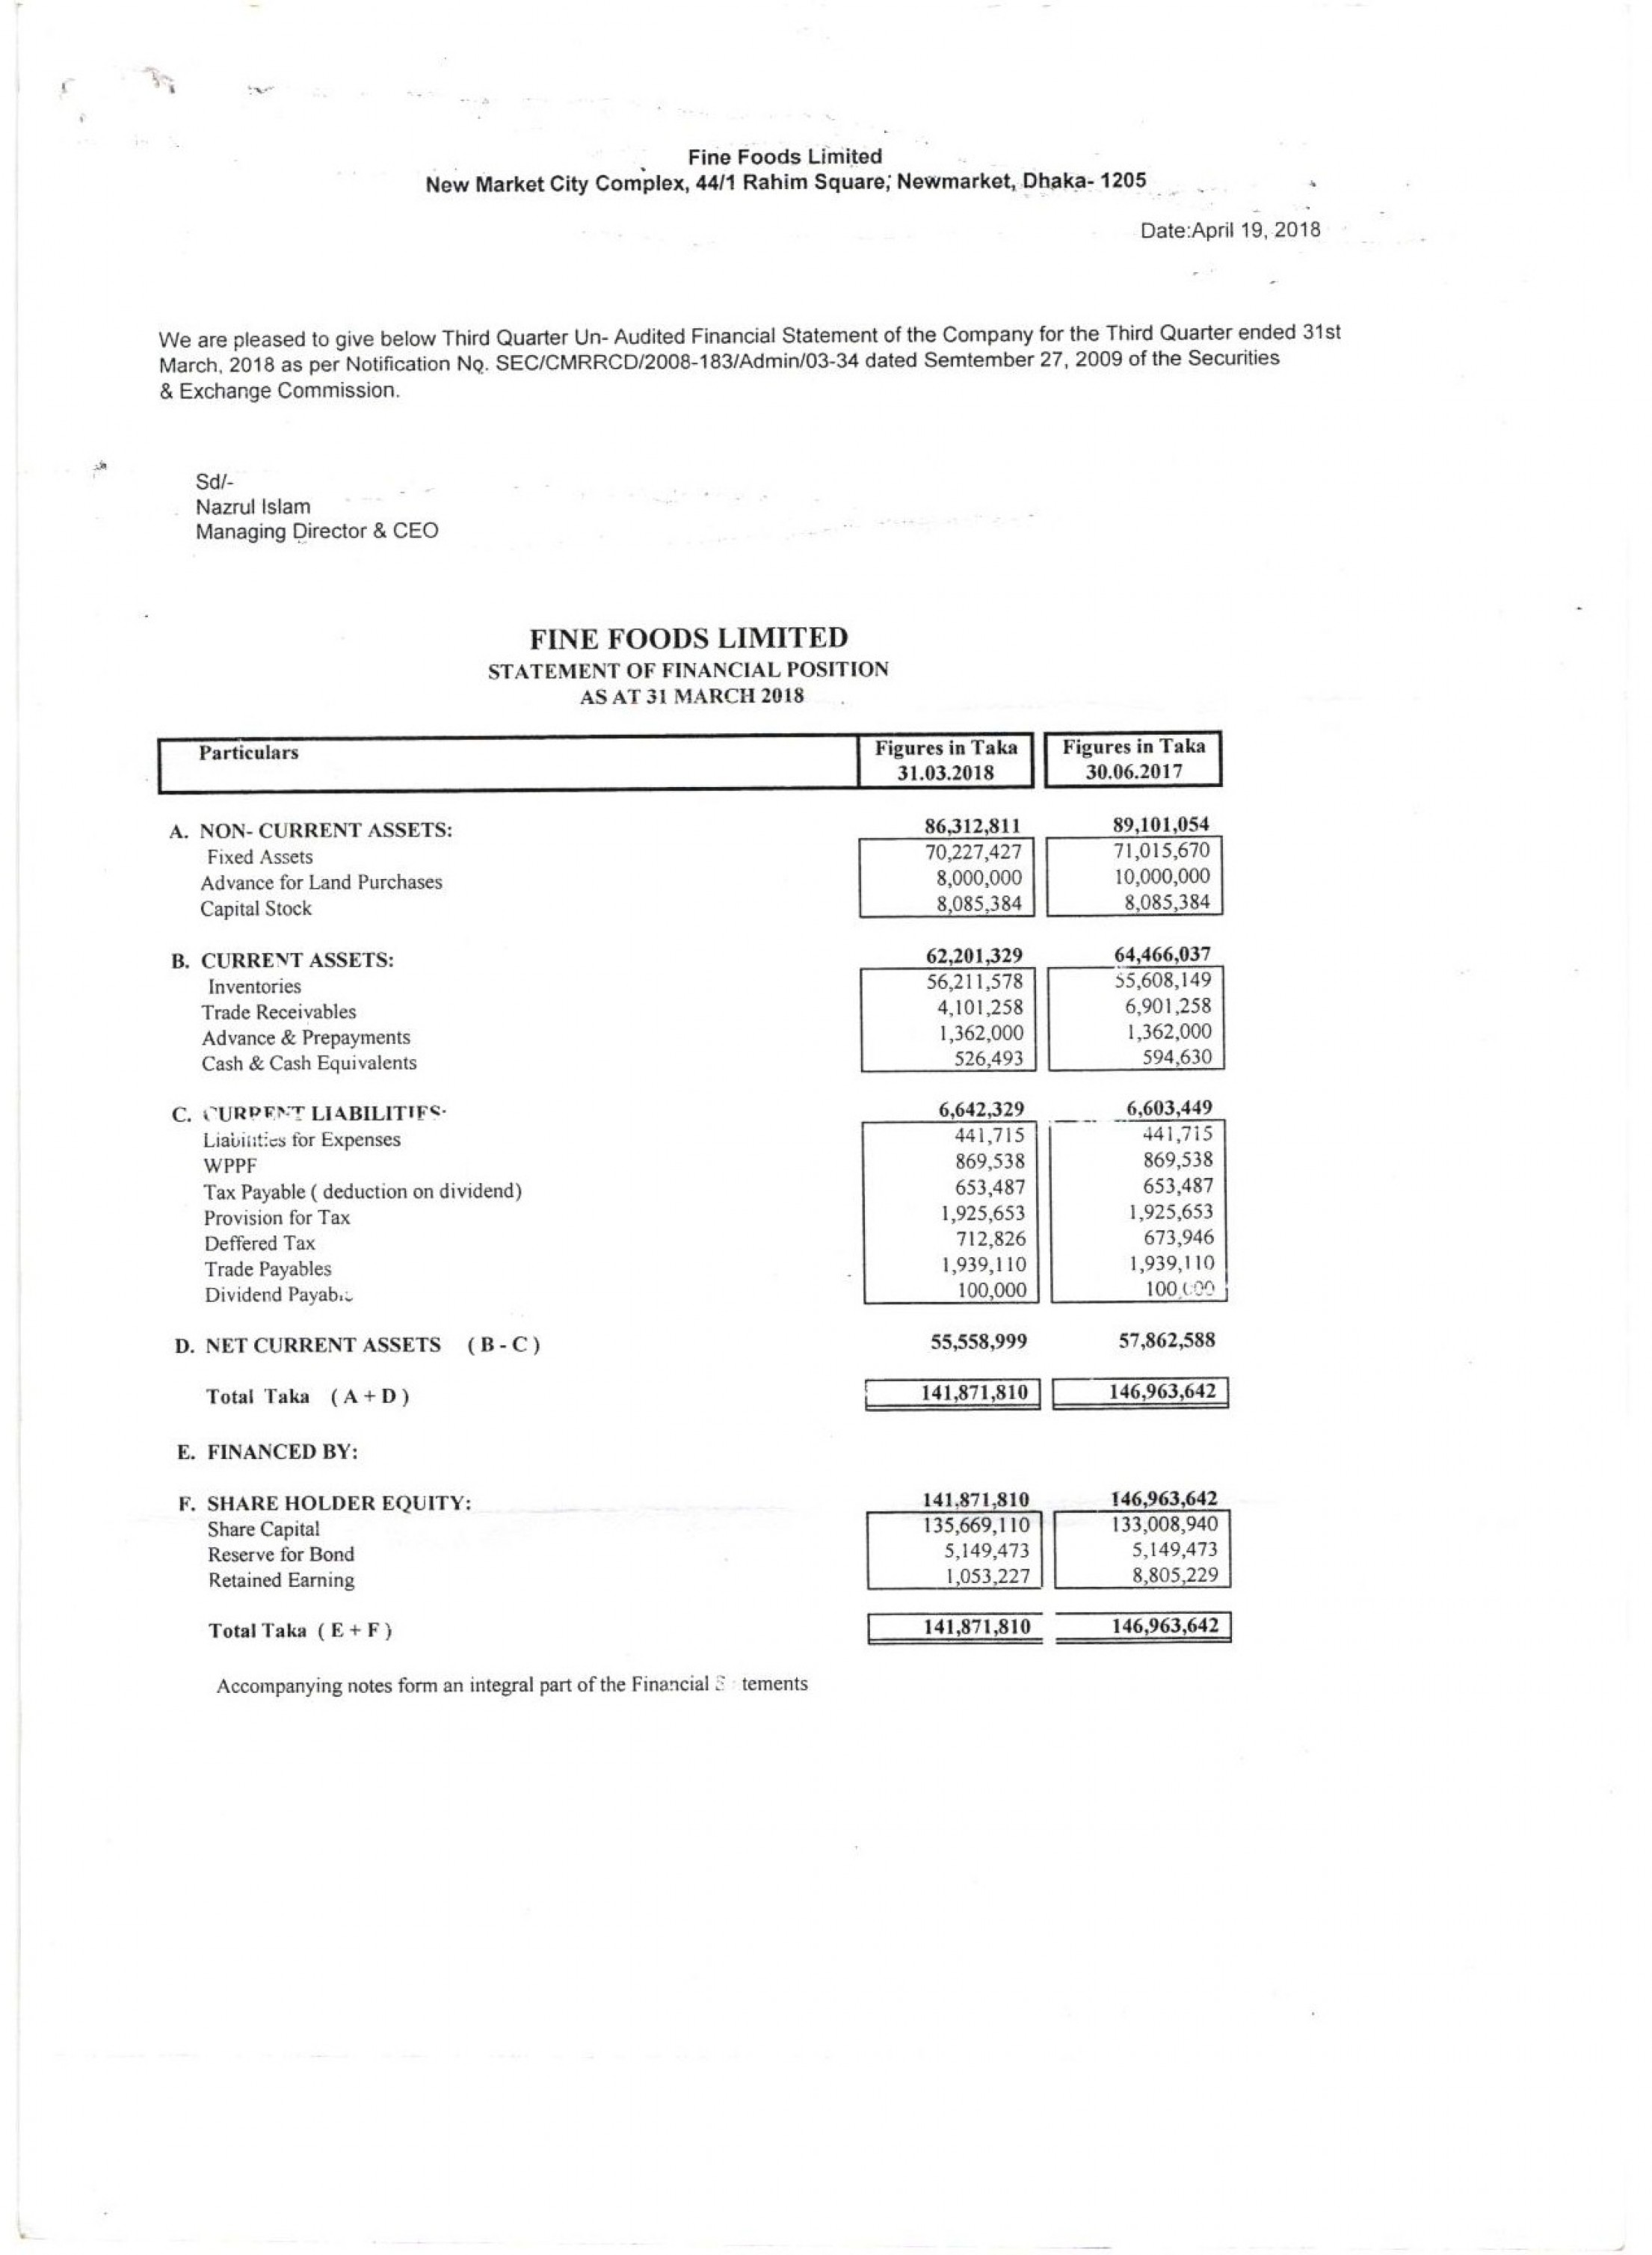 Fine Foods Limited
New Market City Complex, 44/1 Rahim Square, Newmarket, Dhaka- 1205
Date:April 19, 2018
We are pleased to give below Third Quarter Un- Audited Financial Statement of the Company for the Third Quarter ended 31st
March, 2018 as per Notification No. SEC/CMRRCD/2008-183/Admin/03-34 dated Semtember 27, 2009 of the Securities
& Exchange Commission.
Sd/-
Nazrul Islam
Managing Director & CEO
FINE FOODS LIMITED
STATEMENT OF FINANCIAL POSITION
AS AT 31 MARCH 2018
Particulars Figures in Taka 31.03.2018 Figures in Taka 30.06.2017
A. NON- CURRENT ASSETS: 86,312,811 89,101,054
Fixed Assets 70,227,427 71,015,670
Advance for Land Purchases 8,000,000 10,000,000
Capital Stock 8,085,384 8,085,384
B. CURRENT ASSETS: 62,201,329 64,466,037
Inventories 56,211,578 55,608,149
Trade Receivables 4,101,258 6,901,258
Advance & Prepayments 1,362,000 1,362,000
Cash & Cash Equivalents 526,493 594,630
C. CURRENT LIABILITIES: 6,642,329 6,603,449
Liabilities for Expenses 441,715 441,715
WPPF 869,538 869,538
Tax Payable ( deduction on dividend) 653,487 653,487
Provision for Tax 1,925,653 1,925,653
Deffered Tax 712,826 673,946
Trade Payables 1,939,110 1,939,110
Dividend Payable 100,000 100,000
D. NET CURRENT ASSETS ( B - C ) 55,558,999 57,862,588
Total Taka ( A + D ) 141,871,810 146,963,642
E. FINANCED BY:
F. SHARE HOLDER EQUITY: 141,871,810 146,963,642
Share Capital 135,669,110 133,008,940
Reserve for Bond 5,149,473 5,149,473
Retained Earning 1,053,227 8,805,229
Total Taka ( E + F ) 141,871,810 146,963,642
Accompanying notes form an integral part of the Financial Statements